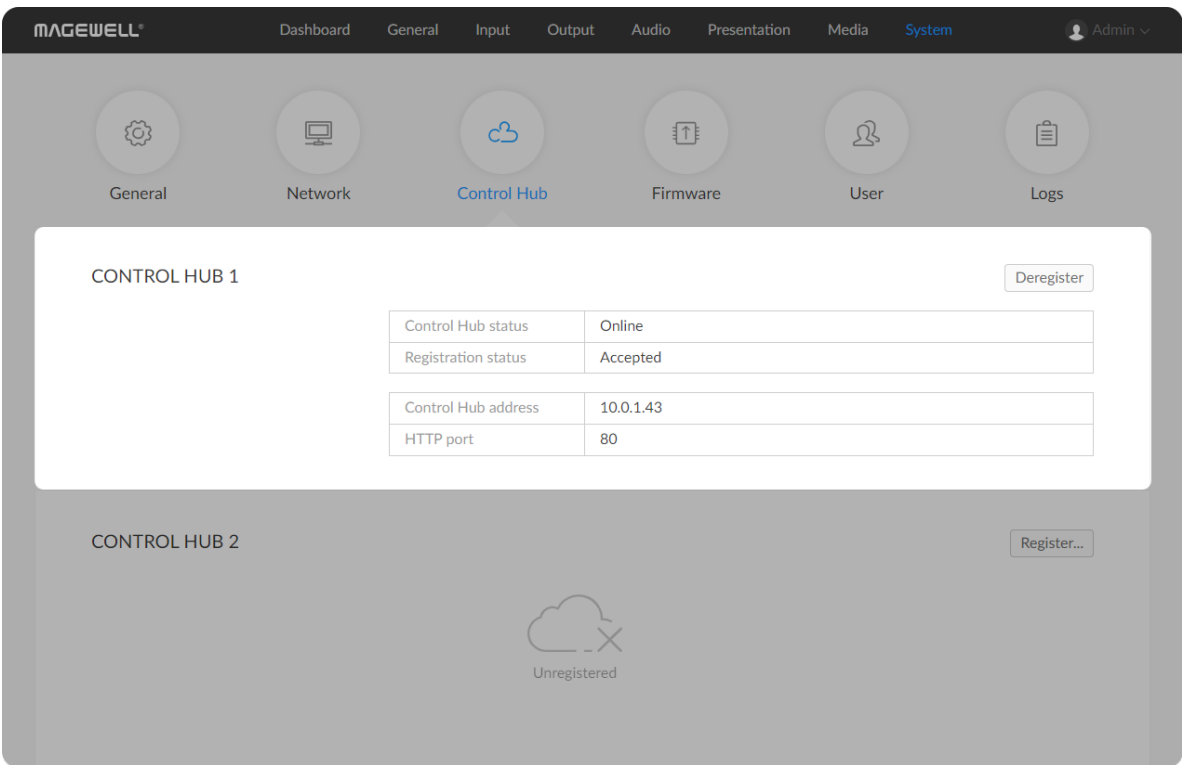 MAGEWELL® Dashboard General Input Output Audio Presentation Media System Admin
General Network Control Hub Firmware User Logs
CONTROL HUB 1 Deregister
Control Hub status Online
Registration status Accepted
Control Hub address 10.0.1.43
HTTP port 80
CONTROL HUB 2 Register...
Unregistered